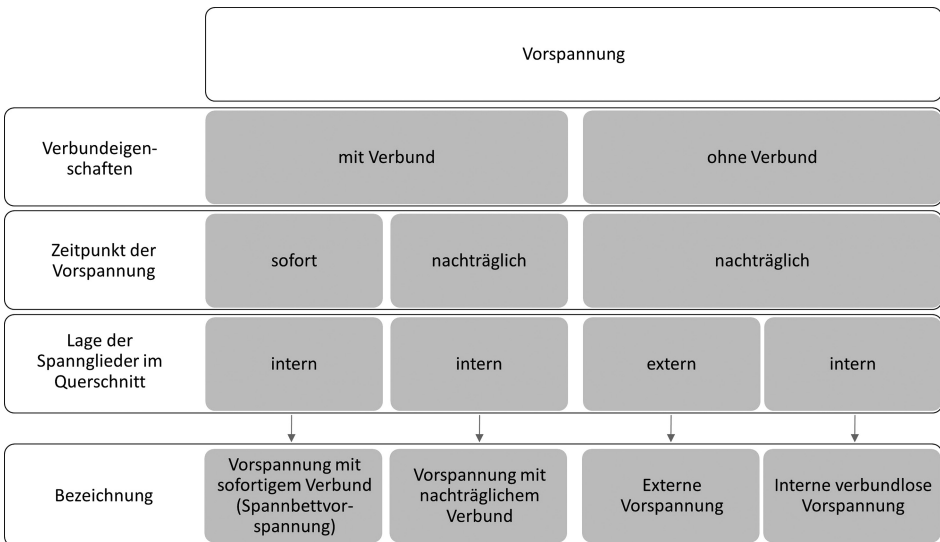 Vorspannung
Verbundeigen-
schaften
mit Verbund
ohne Verbund
Zeitpunkt der
Vorspannung
sofort
nachträglich
nachträglich
Lage der
Spannglieder im
Querschnitt
intern
intern
extern
intern
Bezeichnung
Vorspannung mit
sofortigem Verbund
(Spannbettvor-
spannung)
Vorspannung mit
nachträglichem
Verbund
Externe
Vorspannung
Interne verbundlose
Vorspannung